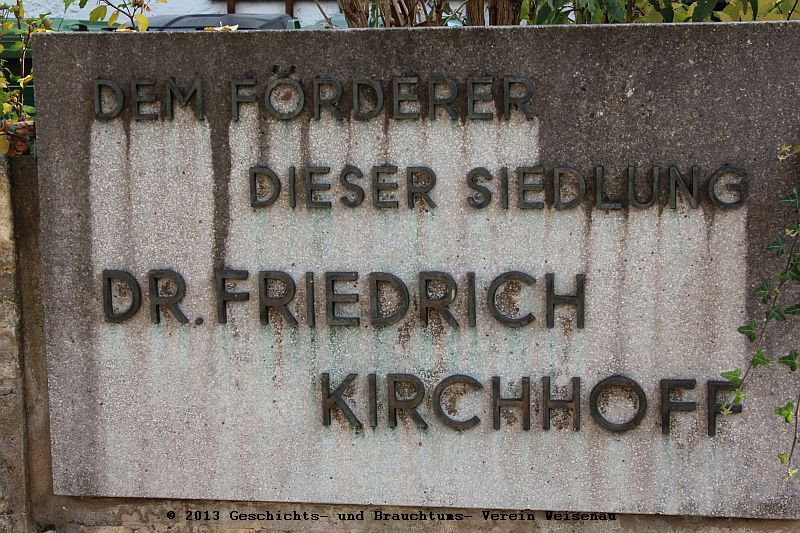 DEM FÖRDERER
DIESER SIEDLUNG
DR. FRIEDRICH
KIRCHHOFF
© 2013 Geschichts- und Brauchtums- Verein Weisenau